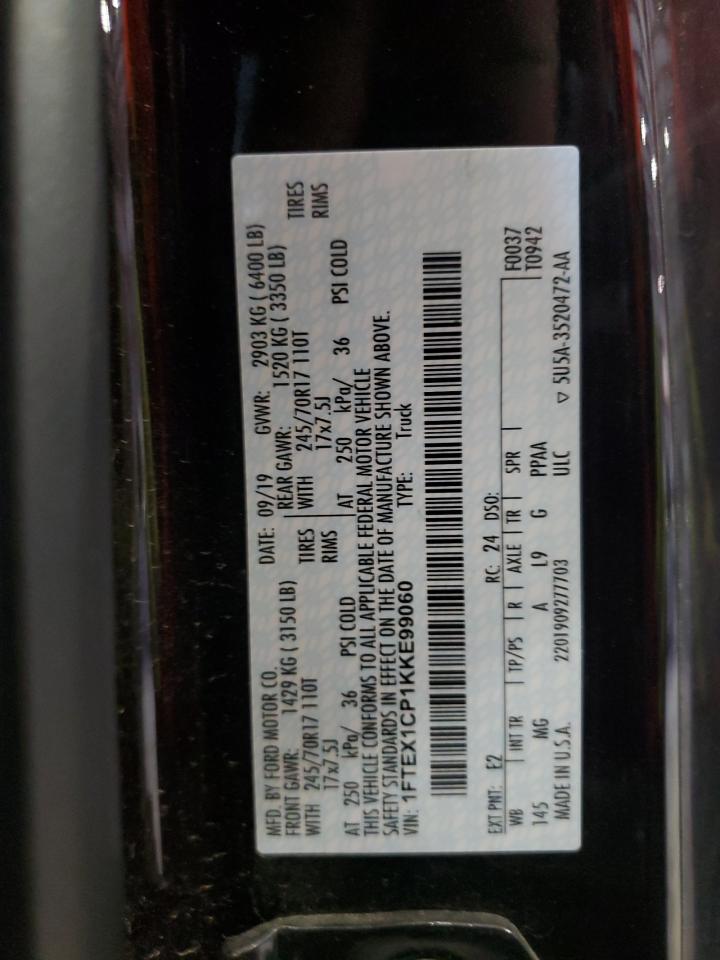 MFD. BY FORD MOTOR CO. DATE: 09/19 GVWR: 2903 KG ( 6400 LB)
FRONT GAWR: 1429 KG ( 3150 LB) REAR GAWR: 1520 KG ( 3350 LB)
WITH 245/70R17 110T TIRES WITH 245/70R17 110T TIRES
17x7.5J RIMS 17x7.5J RIMS
AT 250 kPa/ 36 PSI COLD AT 250 kPa/ 36 PSI COLD
THIS VEHICLE CONFORMS TO ALL APPLICABLE FEDERAL MOTOR VEHICLE
SAFETY STANDARDS IN EFFECT ON THE DATE OF MANUFACTURE SHOWN ABOVE.
VIN: 1FTEX1CP1KKE99060 TYPE: Truck
EXT PNT: E2 RC: 24 DSO:
WB INT TR TP/PS R AXLE TR SPR F0037
145 MG A L9 G PPAA T0942
MADE IN U.S.A. 2201909277703 ULC ▽ 5U5A-3520472-AA